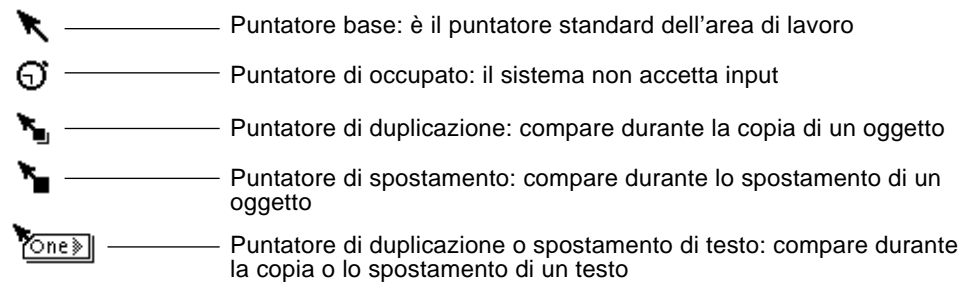 Puntatore base: è il puntatore standard dell'area di lavoro
Puntatore di occupato: il sistema non accetta input
Puntatore di duplicazione: compare durante la copia di un oggetto
Puntatore di spostamento: compare durante lo spostamento di un
oggetto
One
Puntatore di duplicazione o spostamento di testo: compare durante
la copia o lo spostamento di un testo